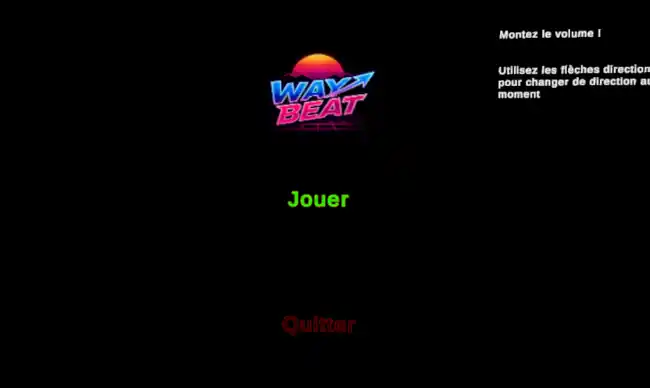 Montez le volume !
Utilisez les flèches direction
pour changer de direction au
moment
WAY
BEAT
Jouer
Quitter